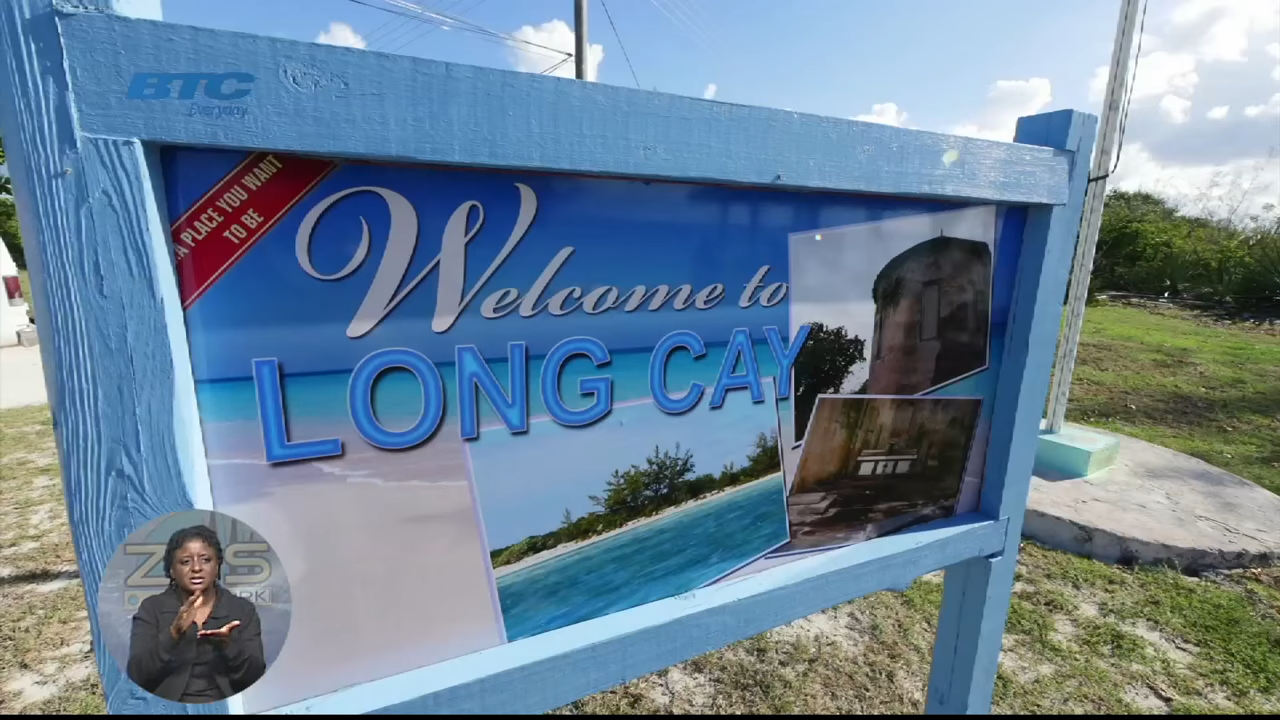 BTC
Everyday
A PLACE YOU WANT
TO BE
Welcome to
LONG CAY